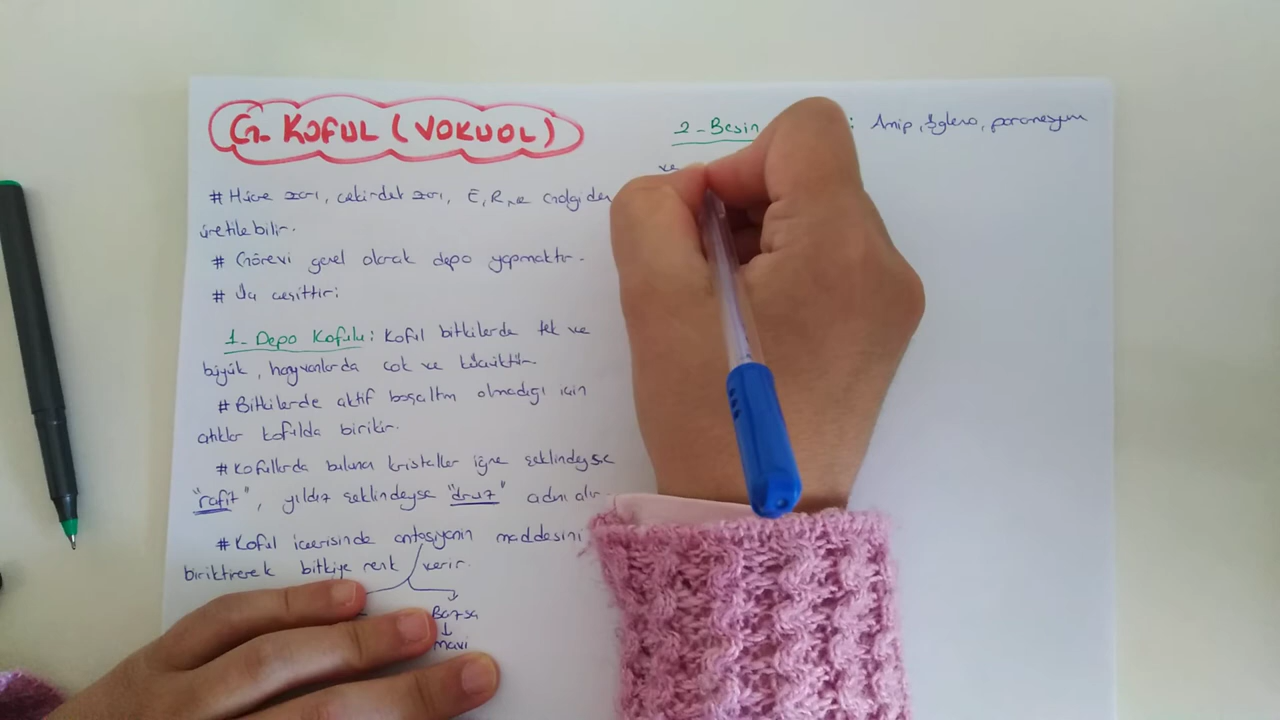 G. KOFUL (VOKUOL)
# Hücre zarı, çekirdek zarı, E,R ve Golgiden
üretilebilir.
# Görevi genel olarak depo yapmaktır.
# Üç çeşittir:
1- Depo Kofulu: Koful bitkilerde tek ve
büyük, hayvanlarda çok ve küçüktür.
# Bitkilerde aktif boşaltım olmadığı için
atıklar kofulda birikir.
# Kofullarda bulunan kristaller iğne şeklindeyse
"rafit", yıldız şeklindeyse "druz" adını alır.
# Koful içerisinde antosiyanin maddesini
biriktirerek bitkiye renk verir.
Bazsa
↓
mavi
2- Besin : Amip, öglena, paramesyum
ve